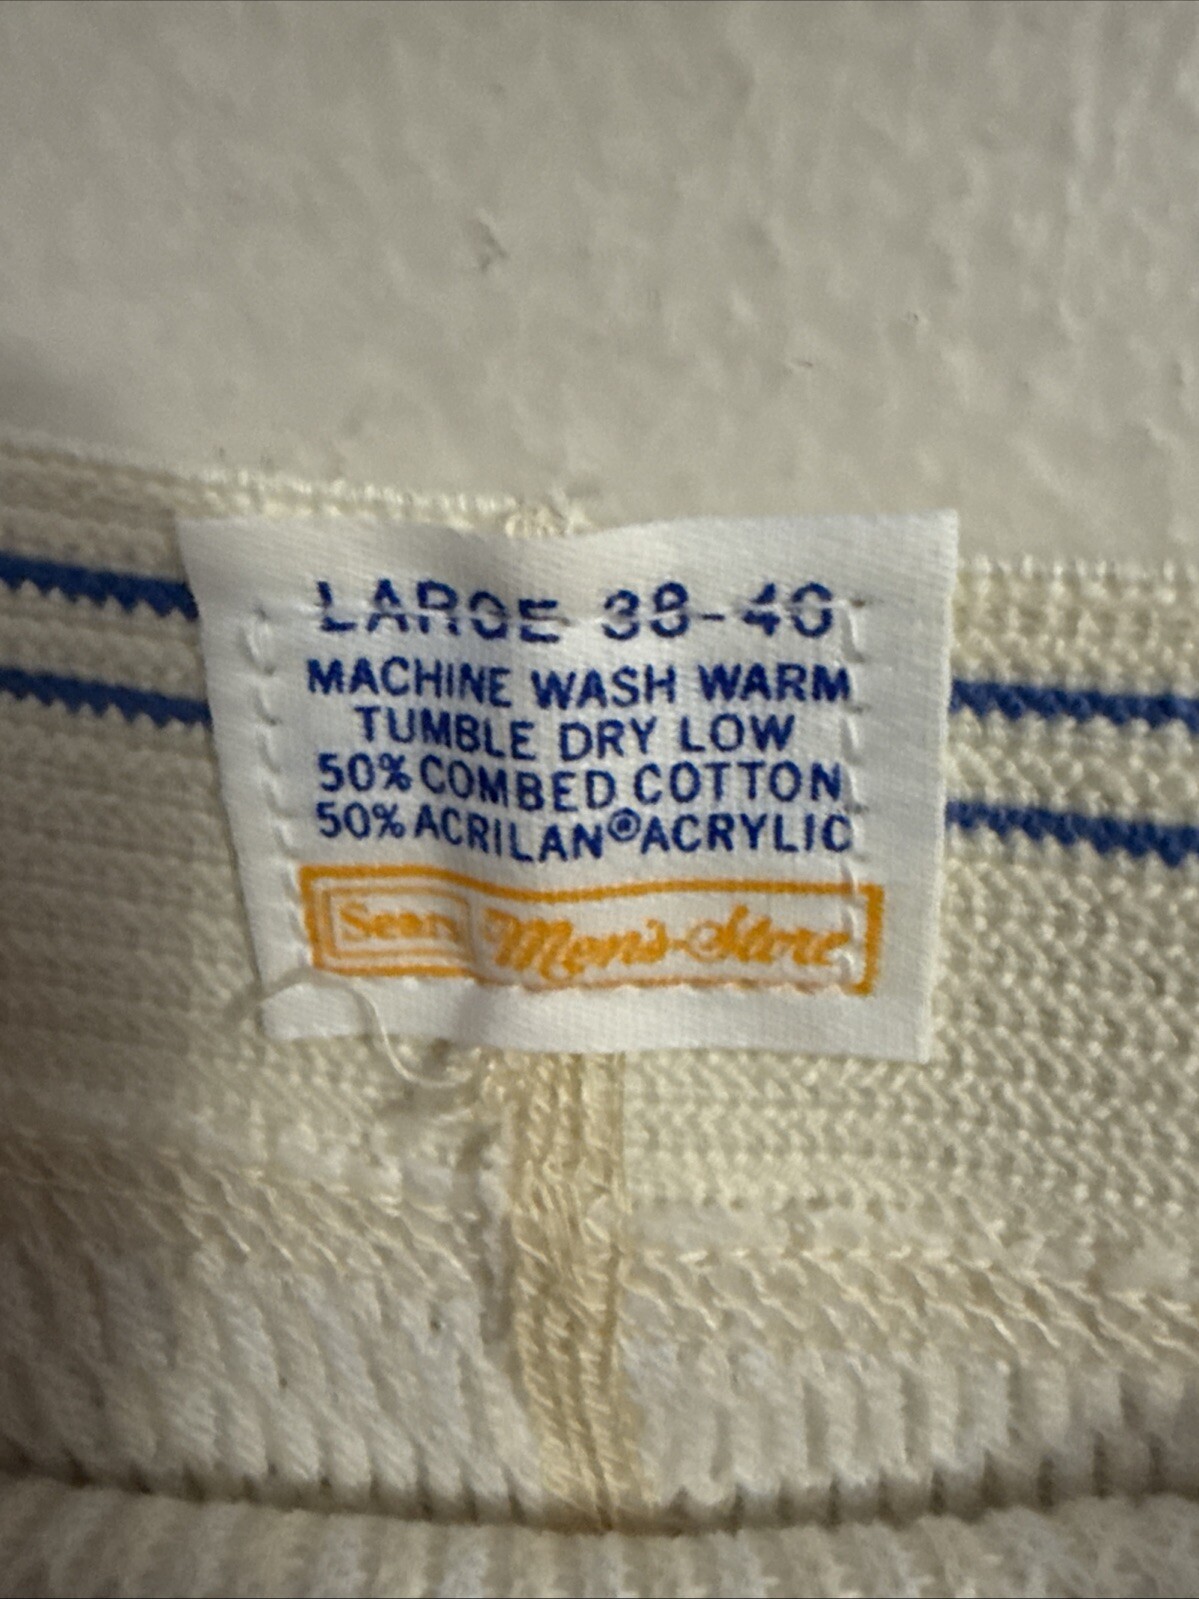 LARGE 38-40
MACHINE WASH WARM
TUMBLE DRY LOW
50% COMBED COTTON
50% ACRILAN® ACRYLIC
Sears Men's Store